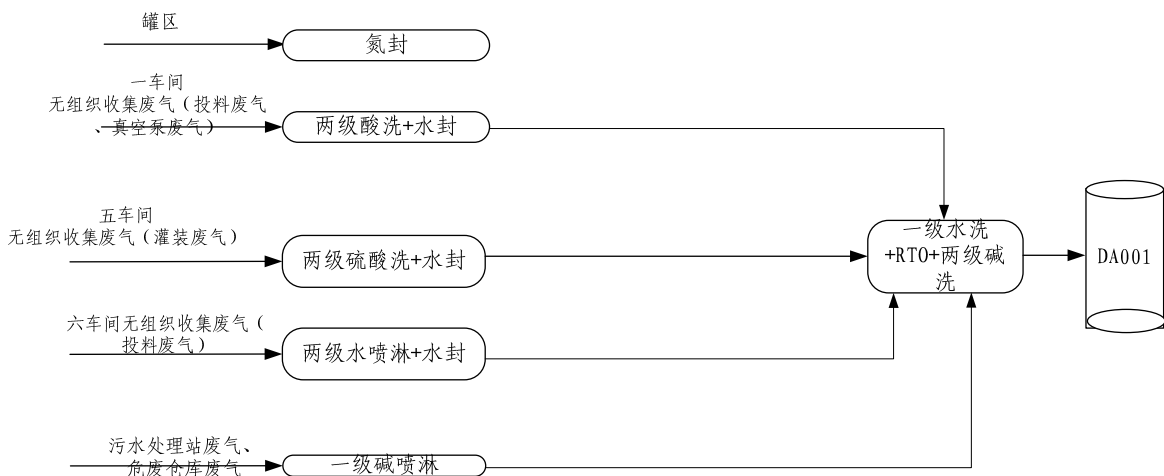 罐区
氮封
一车间
无组织收集废气（投料废气
、真空泵废气）
两级酸洗+水封
五车间
无组织收集废气（灌装废气）
两级硫酸洗+水封
一级水洗
+RTO+两级碱
洗
DA001
六车间无组织收集废气（
投料废气）
两级水喷淋+水封
污水处理站废气、
危废仓库废气
一级碱喷淋